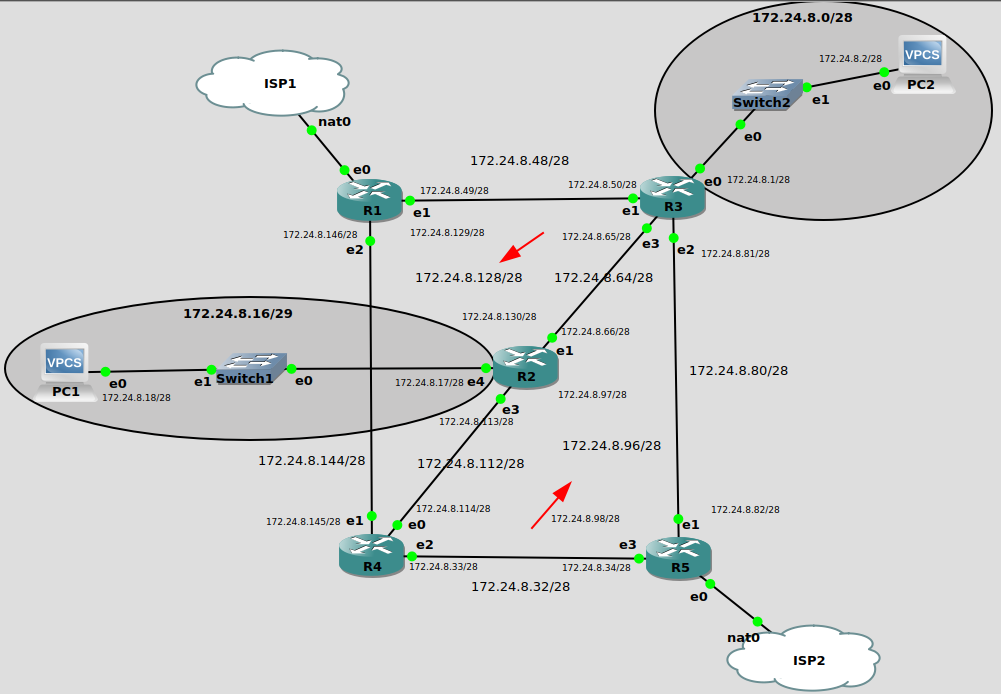 172.24.8.0/28
VPCS
172.24.8.2/28
PC2
e0
e1
Switch2
e0
ISP1
nat0
e0
R1
172.24.8.48/28
172.24.8.49/28
172.24.8.50/28
e1
e1
R3
e0
172.24.8.1/28
172.24.8.146/28
e2
172.24.8.129/28
172.24.8.65/28
e3
e2
172.24.8.81/28
172.24.8.128/28
172.24.8.64/28
172.24.8.16/29
172.24.8.130/28
172.24.8.66/28
e1
VPCS
PC1
e0
172.24.8.18/28
e1
Switch1
e0
172.24.8.17/28
e4
R2
e3
172.24.8.97/28
172.24.8.113/28
172.24.8.80/28
172.24.8.96/28
172.24.8.144/28
172.24.8.112/28
172.24.8.145/28
e1
172.24.8.114/28
e0
172.24.8.98/28
172.24.8.82/28
e1
R4
e2
172.24.8.33/28
172.24.8.32/28
e3
172.24.8.34/28
R5
e0
nat0
ISP2